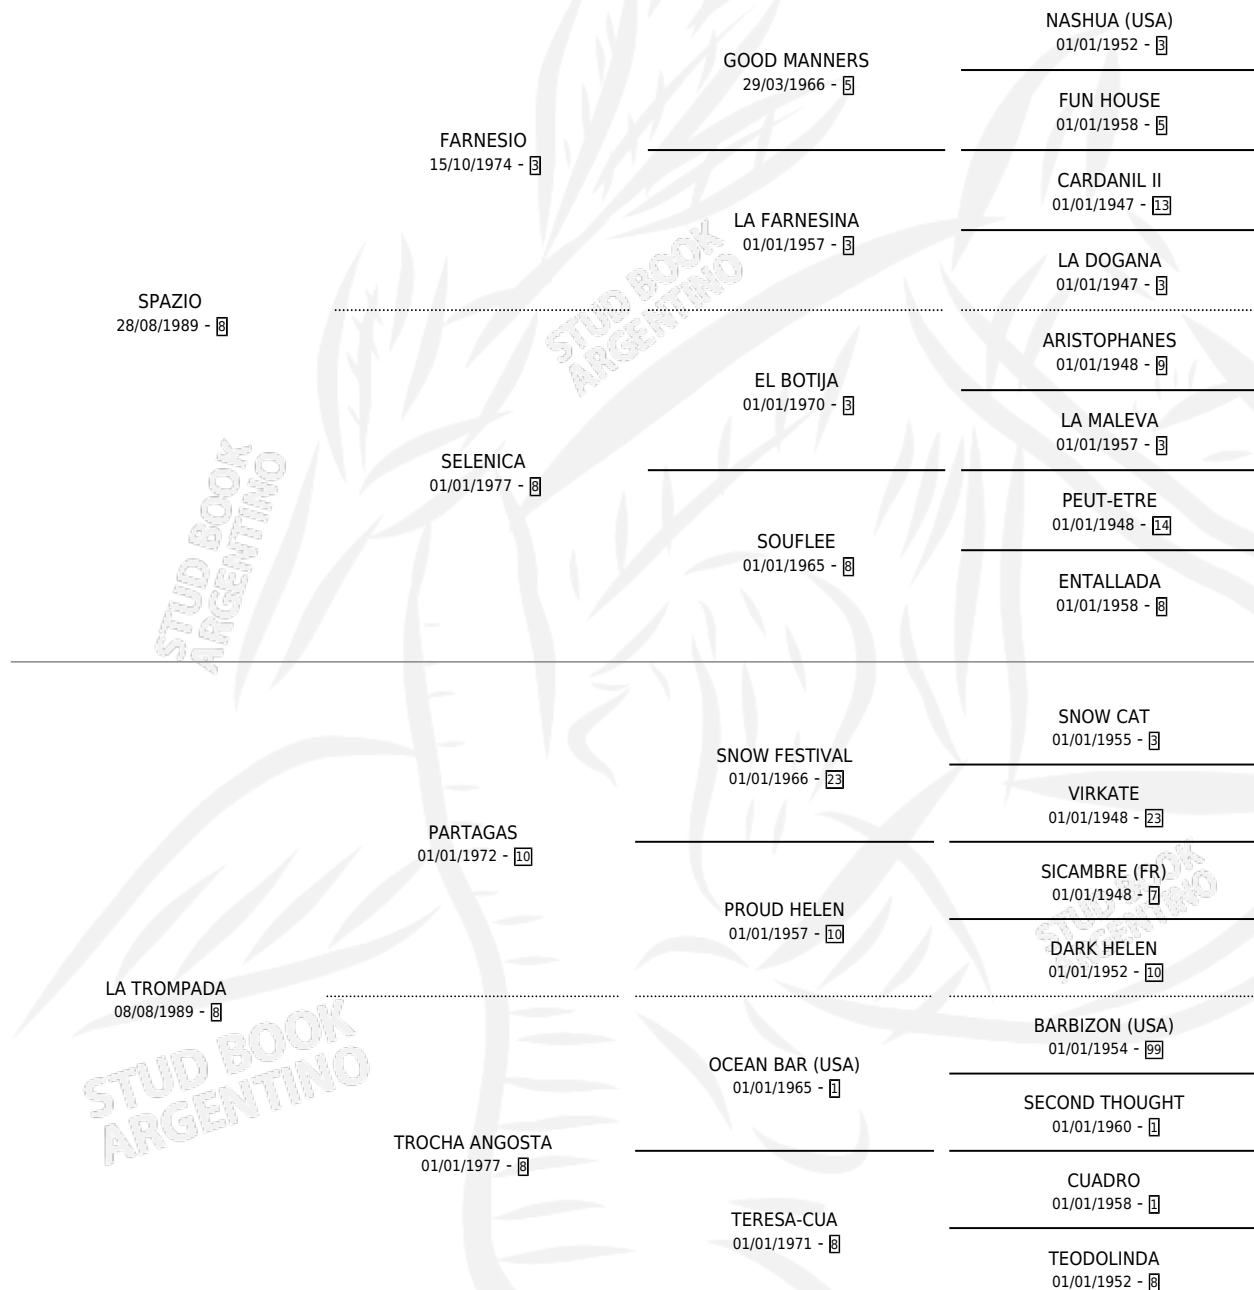 NASHUA (USA)
01/01/1952 - 3
GOOD MANNERS
29/03/1966 - 5
FUN HOUSE
01/01/1958 - 5
FARNESIO
15/10/1974 - 3
CARDANIL II
01/01/1947 - 13
LA FARNESINA
01/01/1957 - 3
LA DOGANA
01/01/1947 - 3
SPAZIO
28/08/1989 - 8
ARISTOPHANES
01/01/1948 - 9
EL BOTIJA
01/01/1970 - 3
LA MALEVA
01/01/1957 - 3
SELENICA
01/01/1977 - 8
PEUT-ETRE
01/01/1948 - 14
SOUFLEE
01/01/1965 - 8
ENTALLADA
01/01/1958 - 8
SNOW CAT
01/01/1955 - 3
SNOW FESTIVAL
01/01/1966 - 23
VIRKATE
01/01/1948 - 23
PARTAGAS
01/01/1972 - 10
SICAMBRE (FR)
01/01/1948 - 7
PROUD HELEN
01/01/1957 - 10
DARK HELEN
01/01/1952 - 10
LA TROMPADA
08/08/1989 - 8
BARBIZON (USA)
01/01/1954 - 99
OCEAN BAR (USA)
01/01/1965 - 1
SECOND THOUGHT
01/01/1960 - 1
TROCHA ANGOSTA
01/01/1977 - 8
CUADRO
01/01/1958 - 1
TERESA-CUA
01/01/1971 - 8
TEODOLINDA
01/01/1952 - 8
STUD BOOK
ARGENTINO
STUD BOOK
ARGENTINO
STUD BOOK
ARGENTINO
STUD BOOK
ARGENTINO